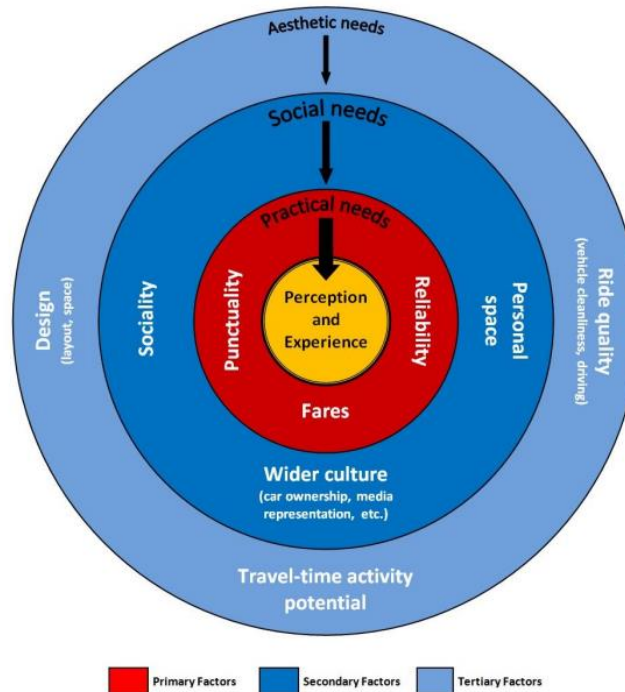 Aesthetic needs
Social needs
Practical needs
Perception
and
Experience
Punctuality
Reliability
Fares
Sociality
Personal
space
Wider culture
(car ownership, media
representation, etc.)
Design
(layout, space)
Ride quality
(vehicle cleanliness, driving)
Travel-time activity
potential
Primary Factors
Secondary Factors
Tertiary Factors